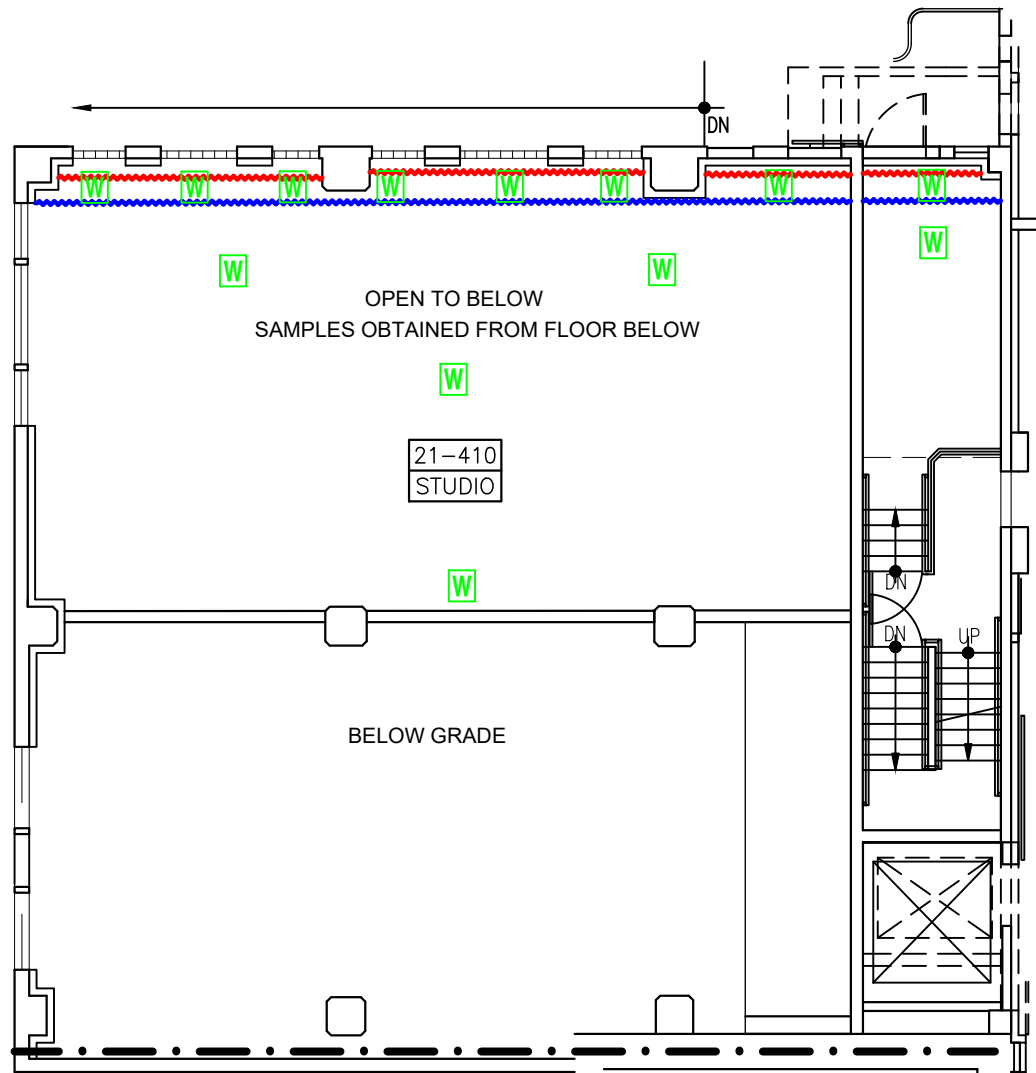 DN
W W W W W W W W
W
W W
OPEN TO BELOW
SAMPLES OBTAINED FROM FLOOR BELOW
W
21-410
STUDIO
DN
W
DN UP
BELOW GRADE